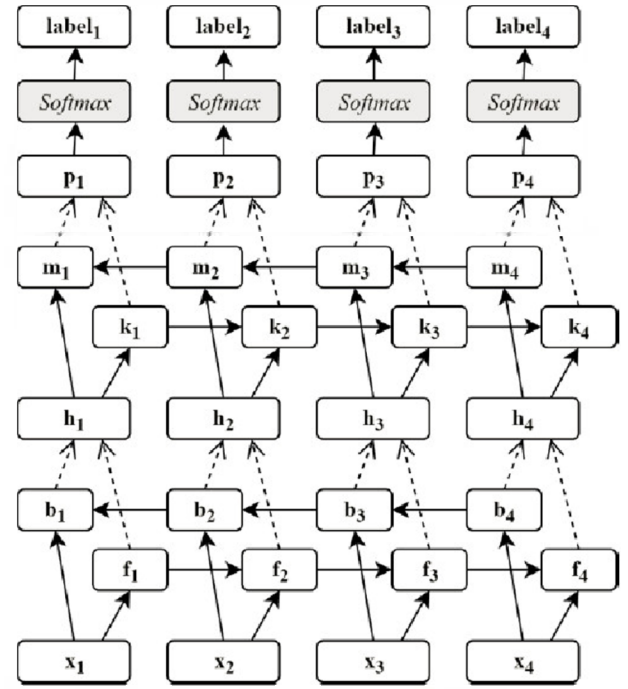 label₁ label₂ label₃ label₄
Softmax Softmax Softmax Softmax
p₁ p₂ p₃ p₄
m₁ m₂ m₃ m₄
k₁ k₂ k₃ k₄
h₁ h₂ h₃ h₄
b₁ b₂ b₃ b₄
f₁ f₂ f₃ f₄
x₁ x₂ x₃ x₄